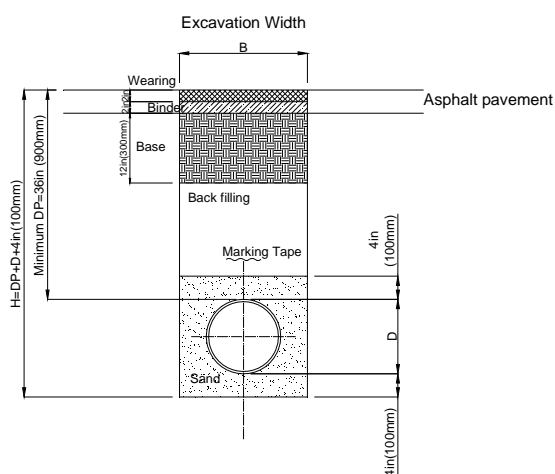 Excavation Width
B
Wearing
Asphalt pavement
2in
2in
Binder
Base
12in(300mm)
Back filling
Minimum DP=36in (900mm)
H=DP+D+4in(100mm)
Marking Tape
4in
(100mm)
D
Sand
4in(100mm)